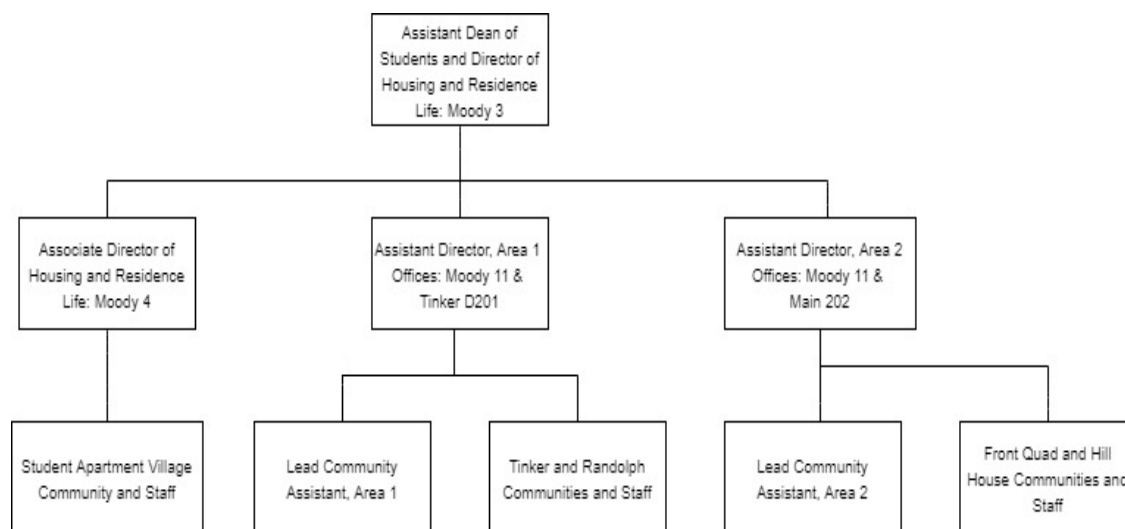 Assistant Dean of
Students and Director of
Housing and Residence
Life: Moody 3
Associate Director of
Housing and Residence
Life: Moody 4
Assistant Director, Area 1
Offices: Moody 11 &
Tinker D201
Assistant Director, Area 2
Offices: Moody 11 &
Main 202
Student Apartment Village
Community and Staff
Lead Community
Assistant, Area 1
Tinker and Randolph
Communities and Staff
Lead Community
Assistant, Area 2
Front Quad and Hill
House Communities and
Staff